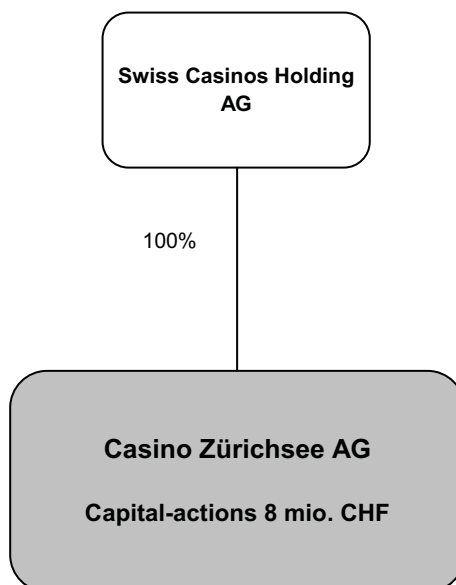 Swiss Casinos Holding
AG
100%
Casino Zürichsee AG
Capital-actions 8 mio. CHF